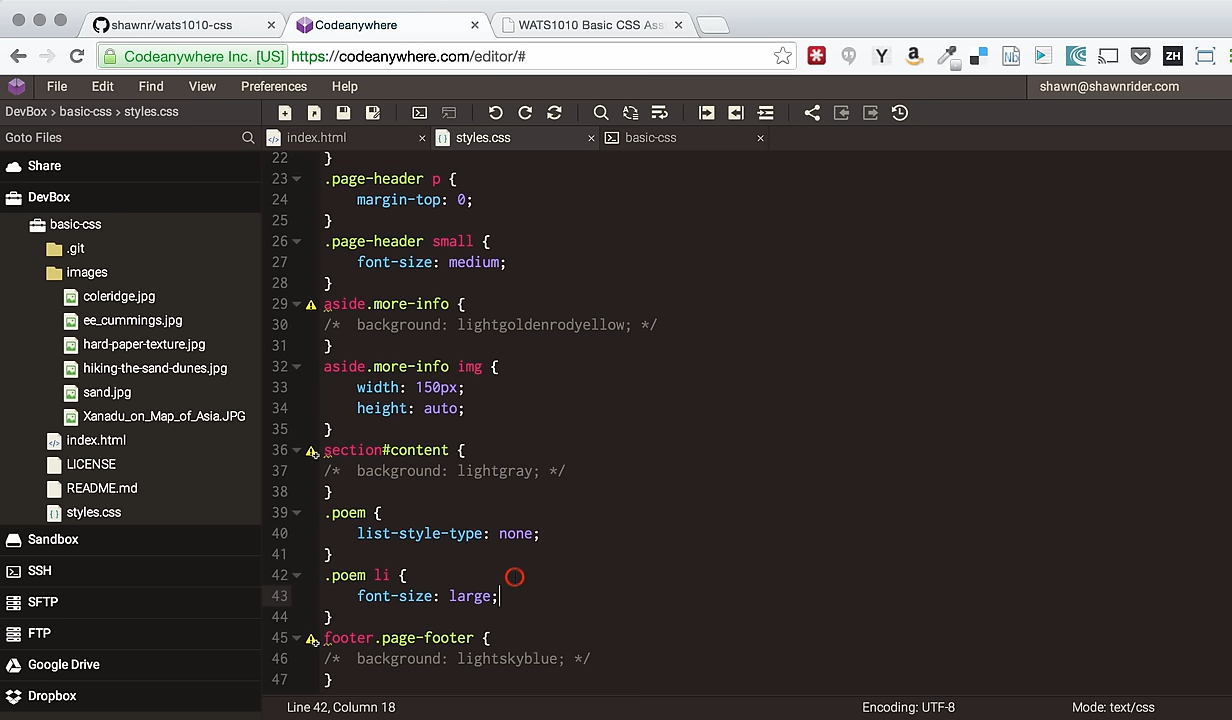 shawnr/wats1010-css
Codeanywhere
WATS1010 Basic CSS Ass
Codeanywhere Inc. [US] https://codeanywhere.com/editor/#
File Edit Find View Preferences Help shawn@shawnrider.com
DevBox > basic-css > styles.css
Goto Files
index.html
styles.css
basic-css
Share
DevBox
basic-css
.git
images
coleridge.jpg
ee_cummings.jpg
hard-paper-texture.jpg
hiking-the-sand-dunes.jpg
sand.jpg
Xanadu_on_Map_of_Asia.JPG
index.html
LICENSE
README.md
styles.css
Sandbox
SSH
SFTP
FTP
Google Drive
Dropbox
22 }
23 .page-header p {
24 margin-top: 0;
25 }
26 .page-header small {
27 font-size: medium;
28 }
29 aside.more-info {
30 /* background: lightgoldenrodyellow; */
31 }
32 aside.more-info img {
33 width: 150px;
34 height: auto;
35 }
36 section#content {
37 /* background: lightgray; */
38 }
39 .poem {
40 list-style-type: none;
41 }
42 .poem li {
43 font-size: large;
44 }
45 footer.page-footer {
46 /* background: lightskyblue; */
47 }
Line 42, Column 18 Encoding: UTF-8 Mode: text/css